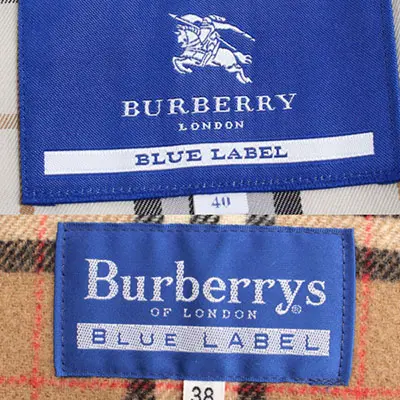 BURBERRY
LONDON
BLUE LABEL
40
Burberrys®
OF LONDON
BLUE LABEL
38